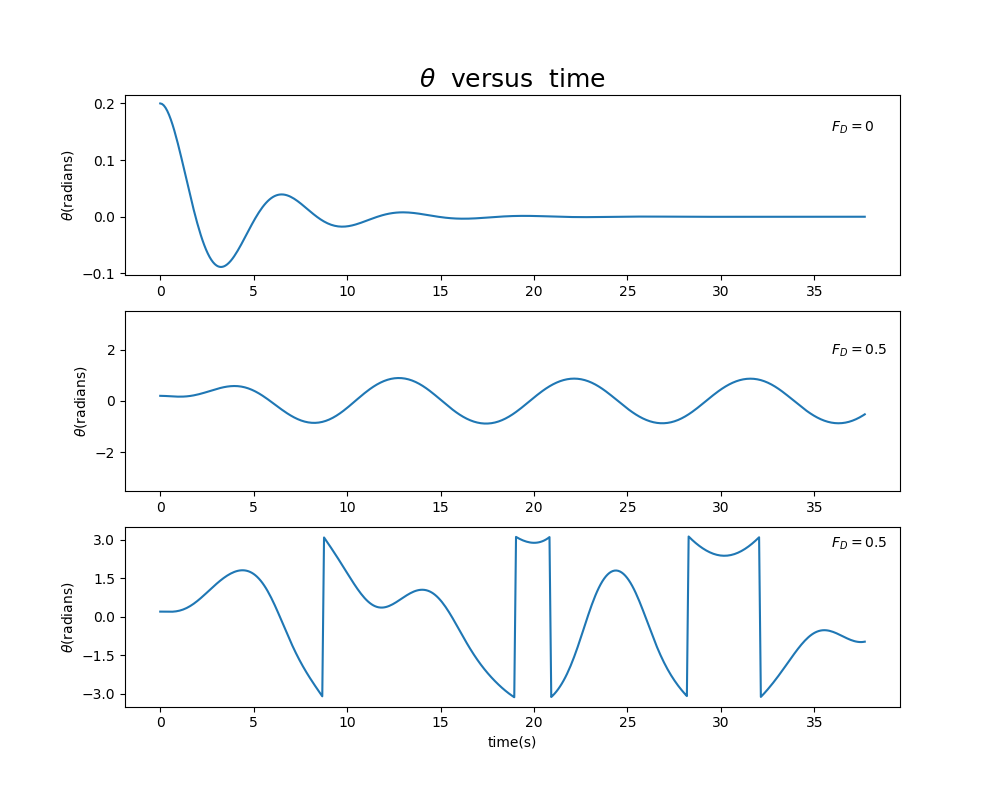 θ versus time
0.2
0.1
0.0
−0.1
θ(radians)
F_D = 0
0 5 10 15 20 25 30 35
2
0
−2
θ(radians)
F_D = 0.5
0 5 10 15 20 25 30 35
3.0
1.5
0.0
−1.5
−3.0
θ(radians)
F_D = 0.5
0 5 10 15 20 25 30 35
time(s)